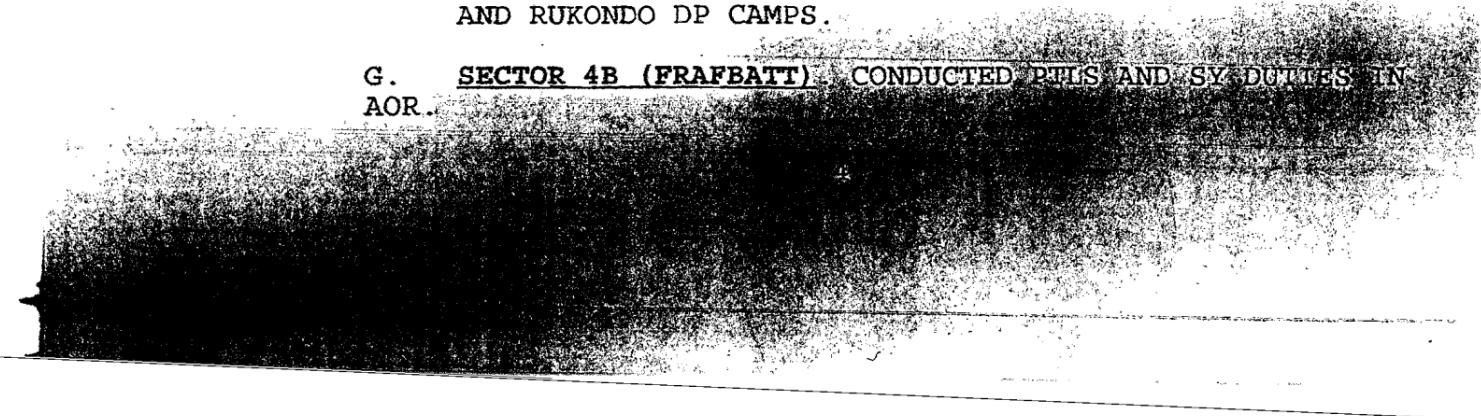 AND RUKONDO DP CAMPS.
G. SECTOR 4B (FRAFBATT). CONDUCTED PTLS AND SY DUTIES IN
AOR.